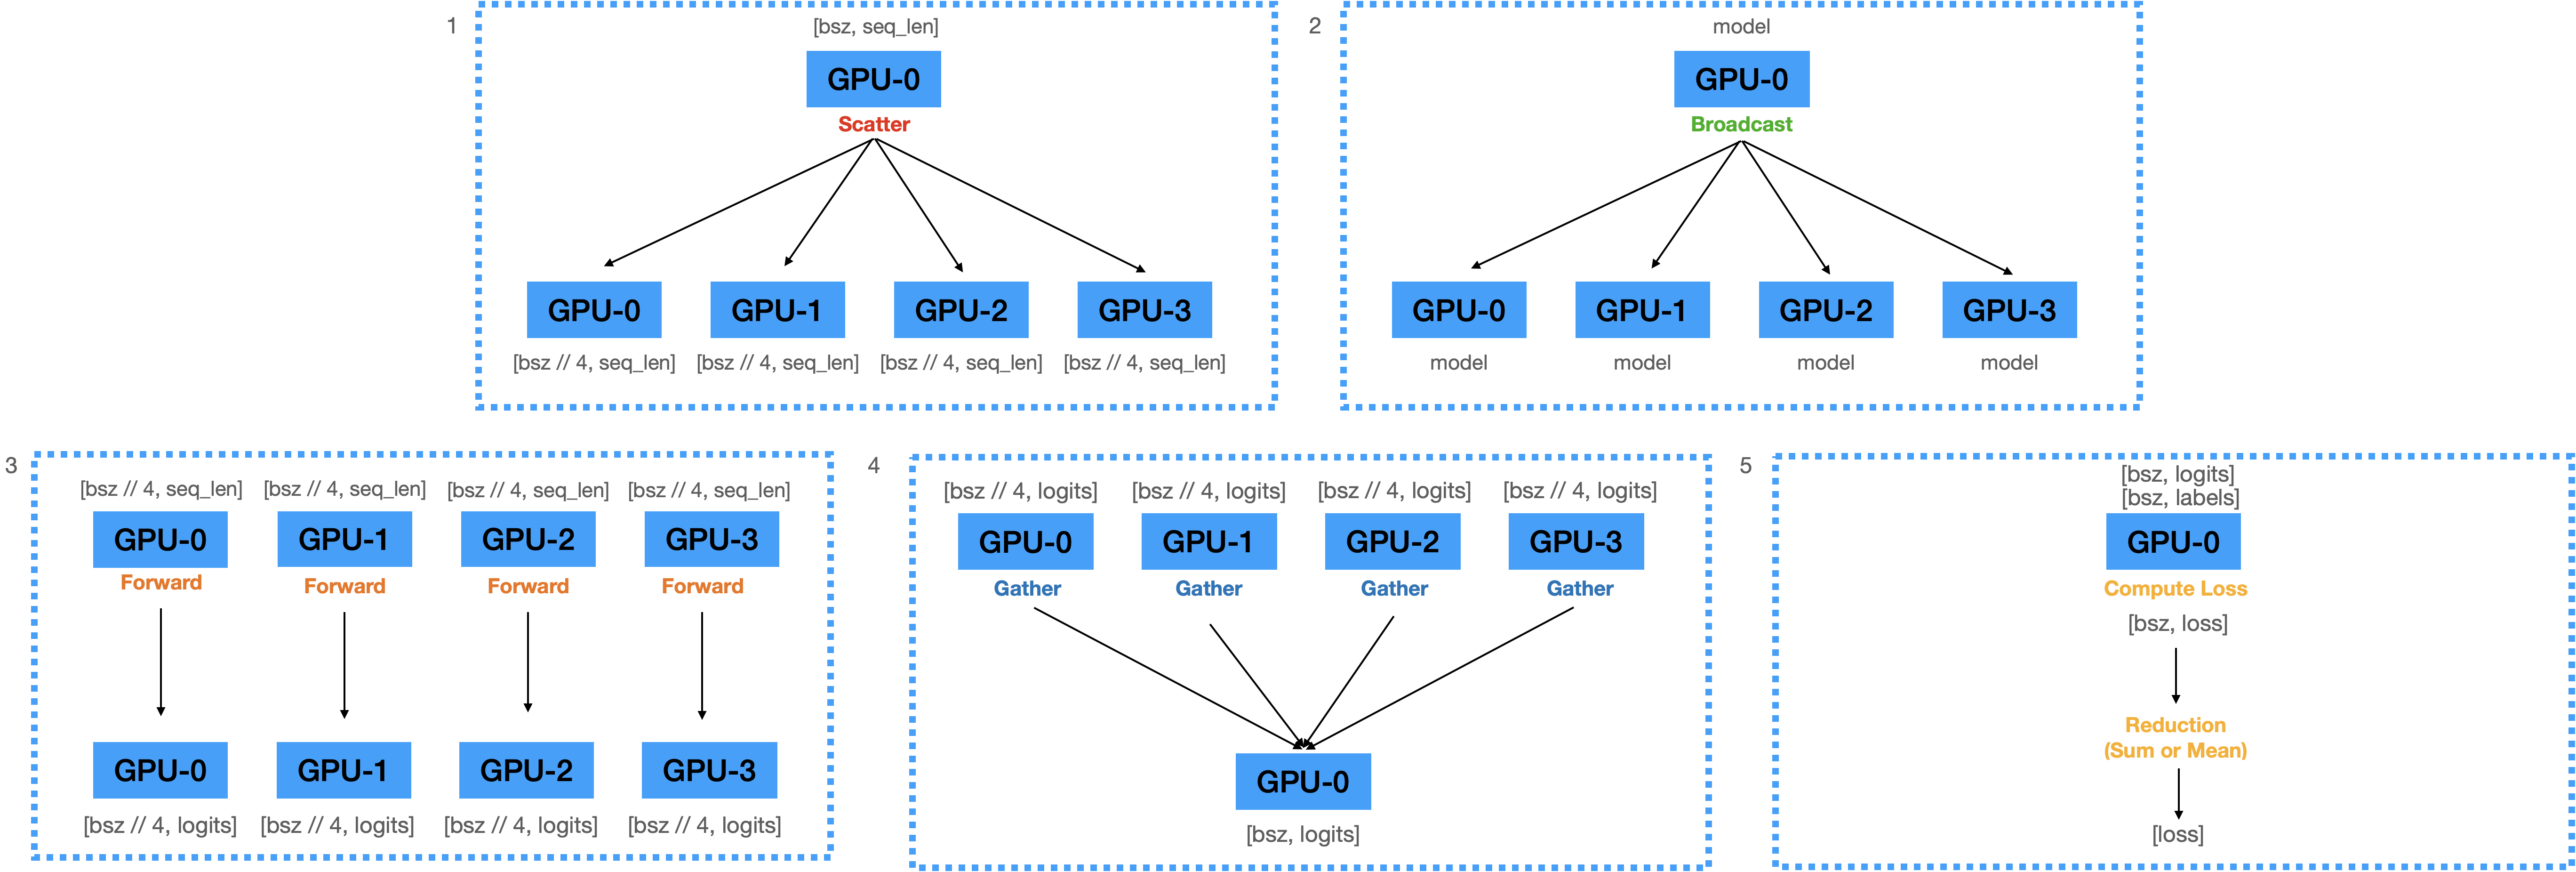 1
[bsz, seq_len]
GPU-0
Scatter
GPU-0 GPU-1 GPU-2 GPU-3
[bsz // 4, seq_len] [bsz // 4, seq_len] [bsz // 4, seq_len] [bsz // 4, seq_len]
2
model
GPU-0
Broadcast
GPU-0 GPU-1 GPU-2 GPU-3
model model model model
3
[bsz // 4, seq_len] [bsz // 4, seq_len] [bsz // 4, seq_len] [bsz // 4, seq_len]
GPU-0 GPU-1 GPU-2 GPU-3
Forward Forward Forward Forward
GPU-0 GPU-1 GPU-2 GPU-3
[bsz // 4, logits] [bsz // 4, logits] [bsz // 4, logits] [bsz // 4, logits]
4
[bsz // 4, logits] [bsz // 4, logits] [bsz // 4, logits] [bsz // 4, logits]
GPU-0 GPU-1 GPU-2 GPU-3
Gather Gather Gather Gather
GPU-0
[bsz, logits]
5
[bsz, logits]
[bsz, labels]
GPU-0
Compute Loss
[bsz, loss]
Reduction
(Sum or Mean)
[loss]